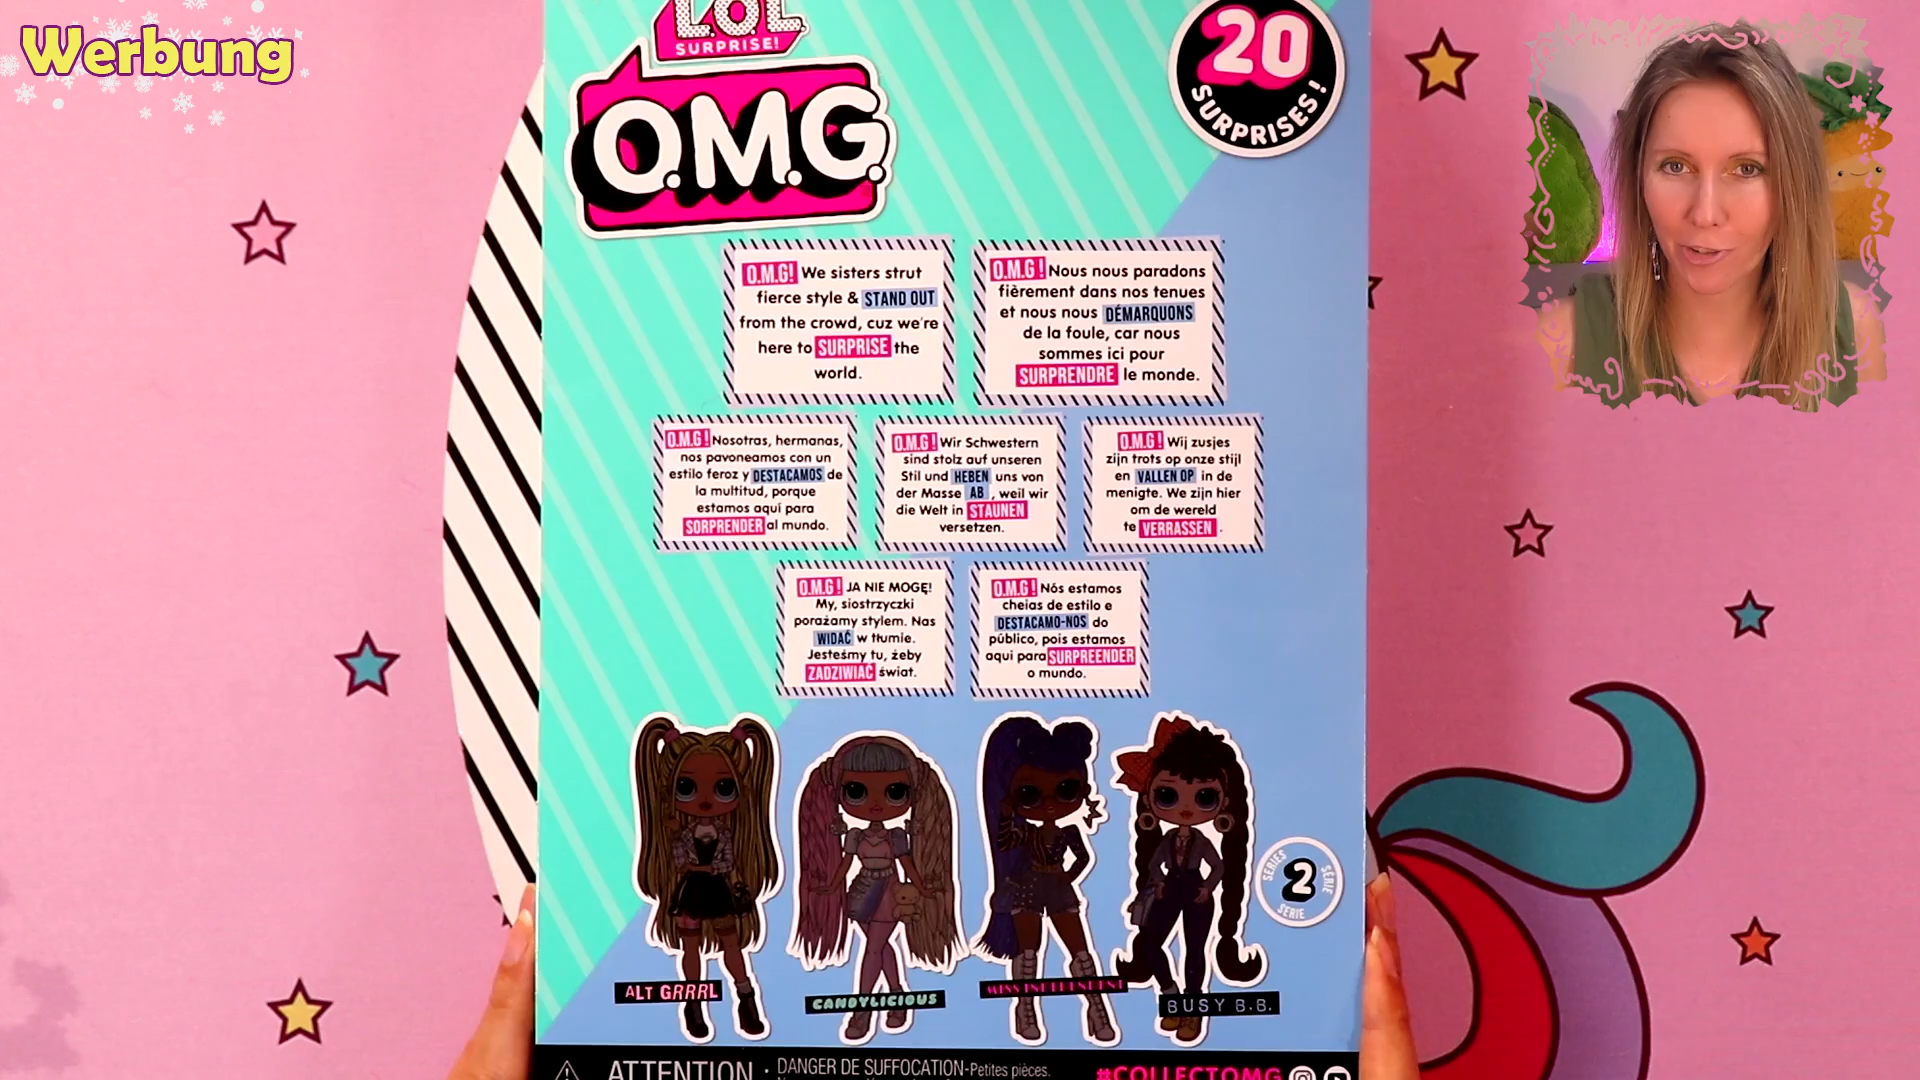 Werbung
L.O.L.
SURPRISE!
O.M.G.
20
SURPRISES!
O.M.G! We sisters strut
fierce style & STAND OUT
from the crowd, cuz we're
here to SURPRISE the
world.
O.M.G! Nous nous paradons
fièrement dans nos tenues
et nous nous DÉMARQUONS
de la foule, car nous
sommes ici pour
SURPRENDRE le monde.
O.M.G! Nosotras, hermanas,
nos pavoneamos con un
estilo feroz y DESTACAMOS de
la multitud, porque
estamos aquí para
SORPRENDER al mundo.
O.M.G! Wir Schwestern
sind stolz auf unseren
Stil und HEBEN uns von
der Masse AB, weil wir
die Welt in STAUNEN
versetzen.
O.M.G! Wij zusjes
zijn trots op onze stijl
en VALLEN OP in de
menigte. We zijn hier
om de wereld
te VERRASSEN.
O.M.G! JA NIE MOGĘ!
My, siostrzyczki
porażamy stylem. Nas
WIDAĆ w tłumie.
Jesteśmy tu, żeby
ZADZIWIAĆ świat.
O.M.G! Nós estamos
cheias de estilo e
DESTACAMO-NOS do
público, pois estamos
aqui para SURPREENDER
o mundo.
SERIES 2 SÉRIE
SERIE
ALT GRRRL
CANDYLICIOUS
MISS INDEPENDENT
BUSY B.B.
ATTENTION • DANGER DE SUFFOCATION-Petites pièces.
#COLLECTOMG